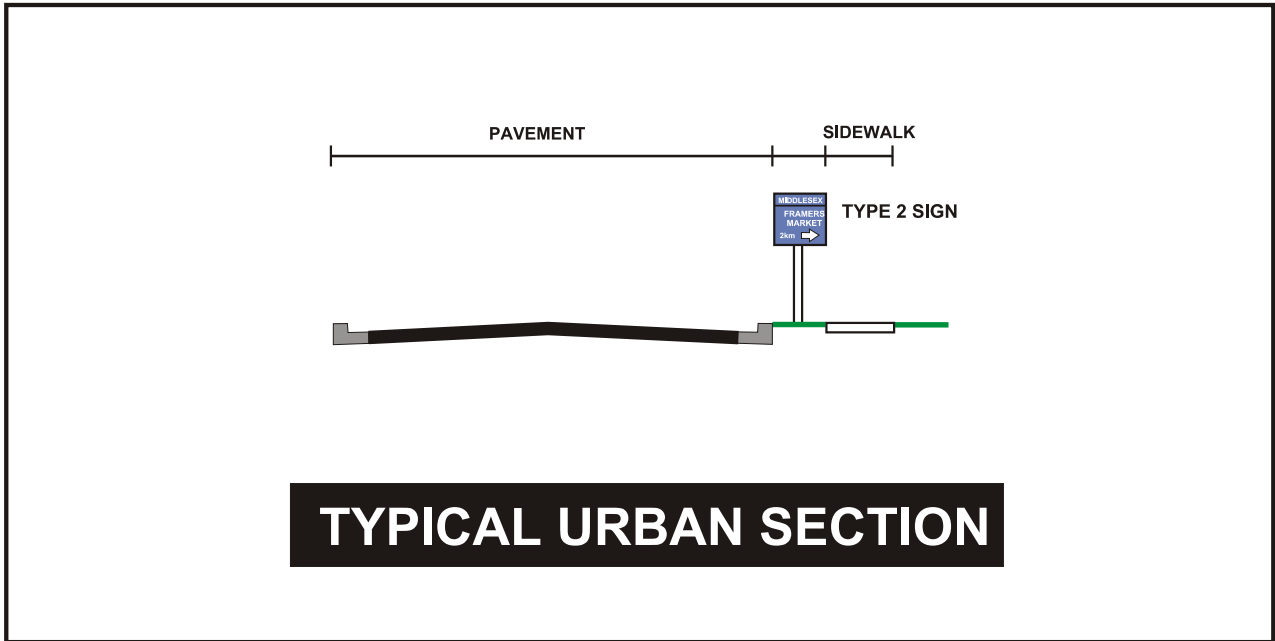 PAVEMENT
SIDEWALK
MIDDLESEX
FRAMERS
MARKET
2km
TYPE 2 SIGN
TYPICAL URBAN SECTION